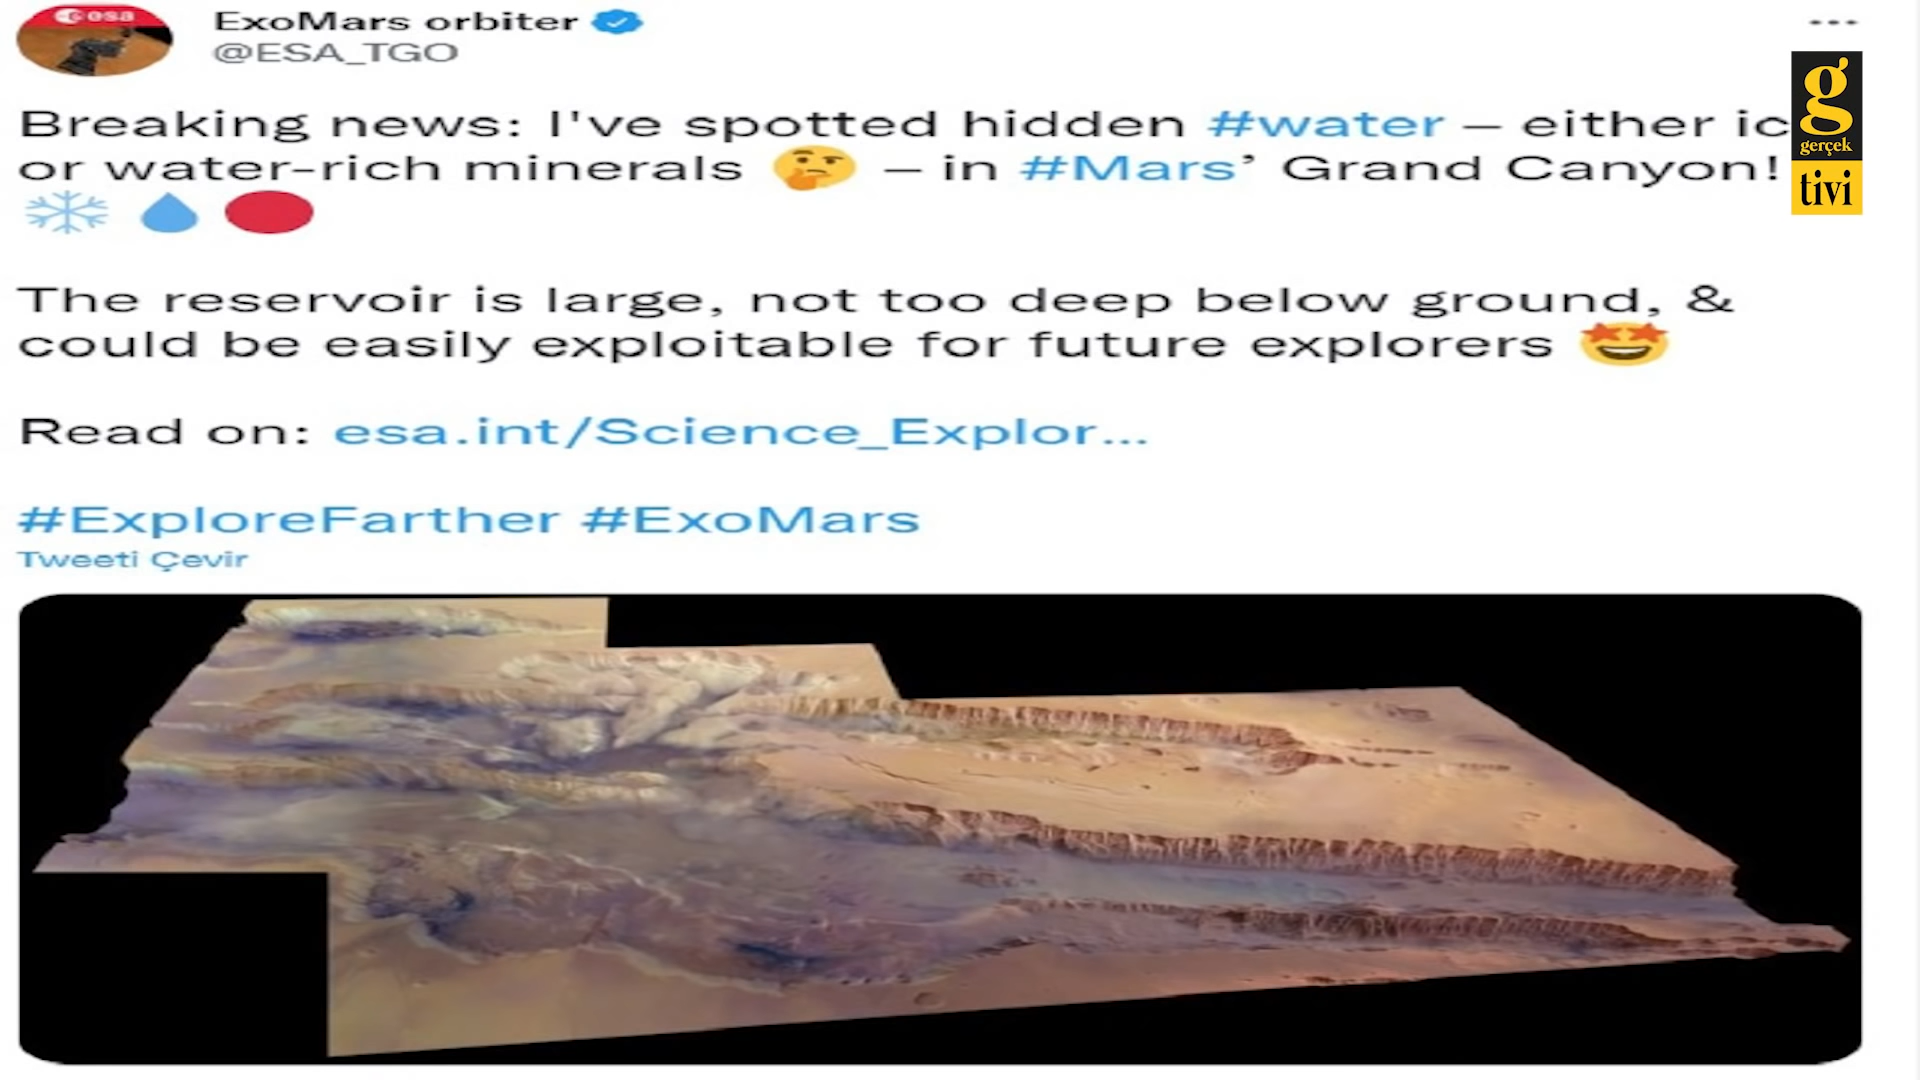 esa
ExoMars orbiter
@ESA_TGO
Breaking news: I've spotted hidden #water – either
or water-rich minerals 🤔 – in #Mars’ Grand Canyon!
❄️ 💧 🔴
The reservoir is large, not too deep below ground, &
could be easily exploitable for future explorers 🤩
Read on: esa.int/Science_Explor...
#ExploreFarther #ExoMars
Tweeti Çevir
g
gerçek
tivi